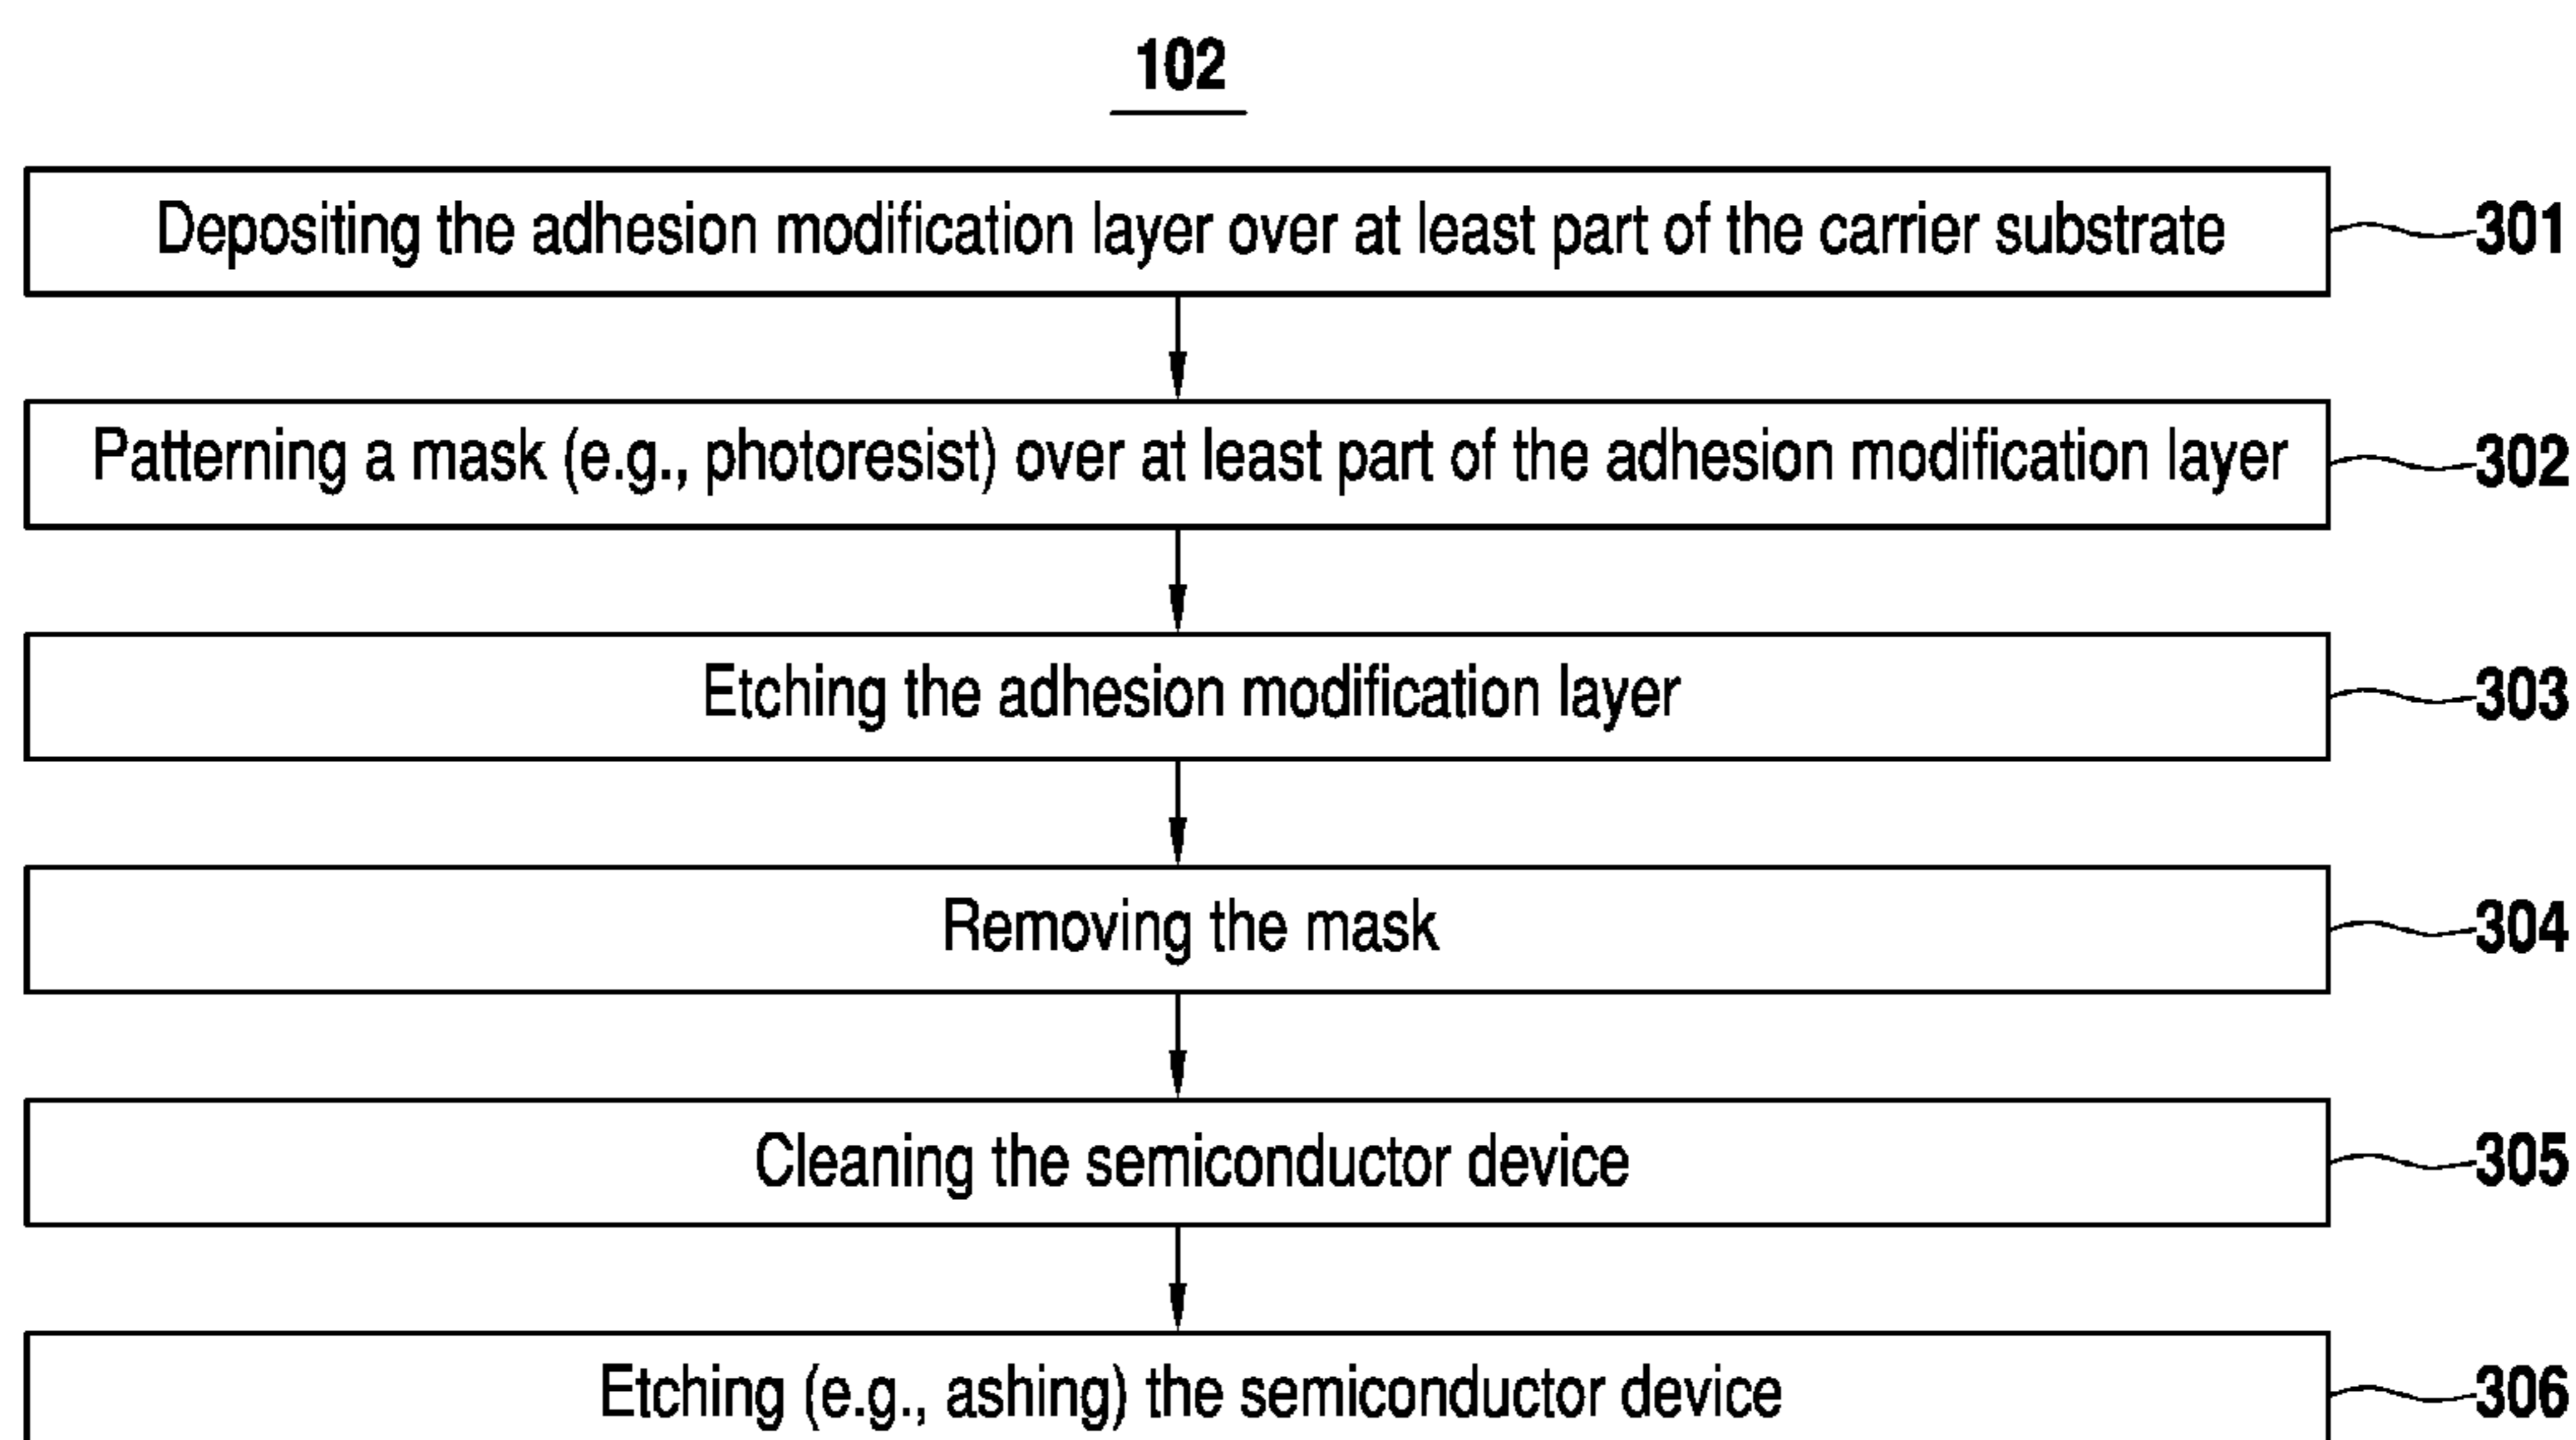 102
Depositing the adhesion modification layer over at least part of the carrier substrate
301
Patterning a mask (e.g., photoresist) over at least part of the adhesion modification layer
302
Etching the adhesion modification layer
303
Removing the mask
304
Cleaning the semiconductor device
305
Etching (e.g., ashing) the semiconductor device
306